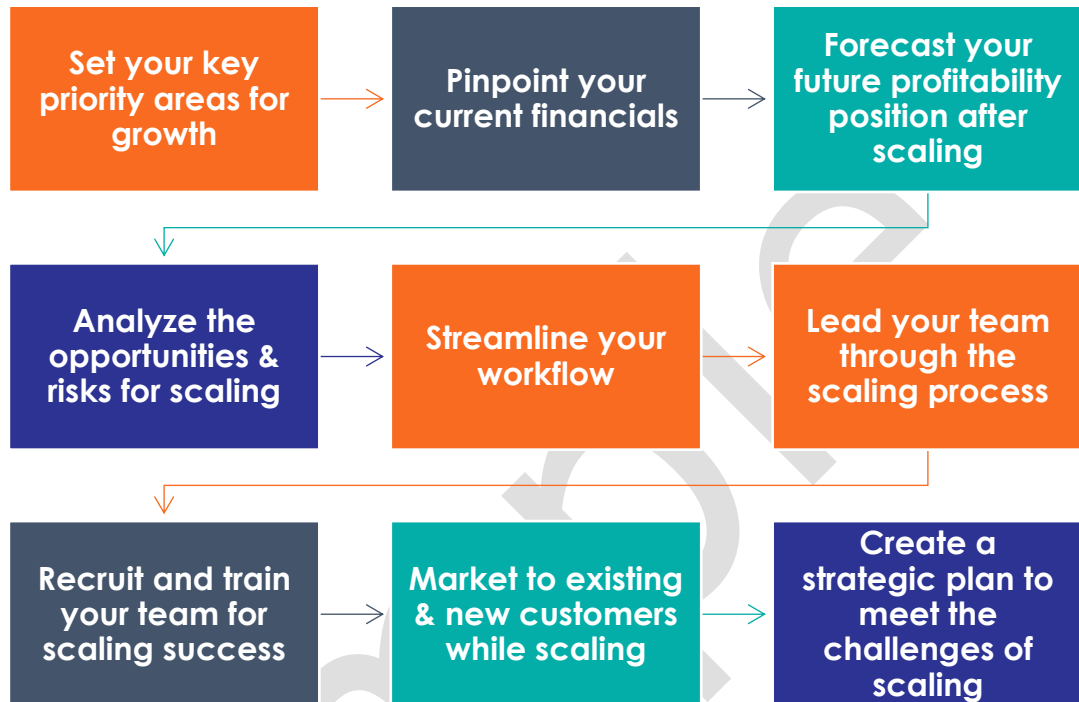 Set your key
priority areas for
growth
Pinpoint your
current financials
Forecast your
future profitability
position after
scaling
Analyze the
opportunities &
risks for scaling
Streamline your
workflow
Lead your team
through the
scaling process
Recruit and train
your team for
scaling success
Market to existing
& new customers
while scaling
Create a
strategic plan to
meet the
challenges of
scaling